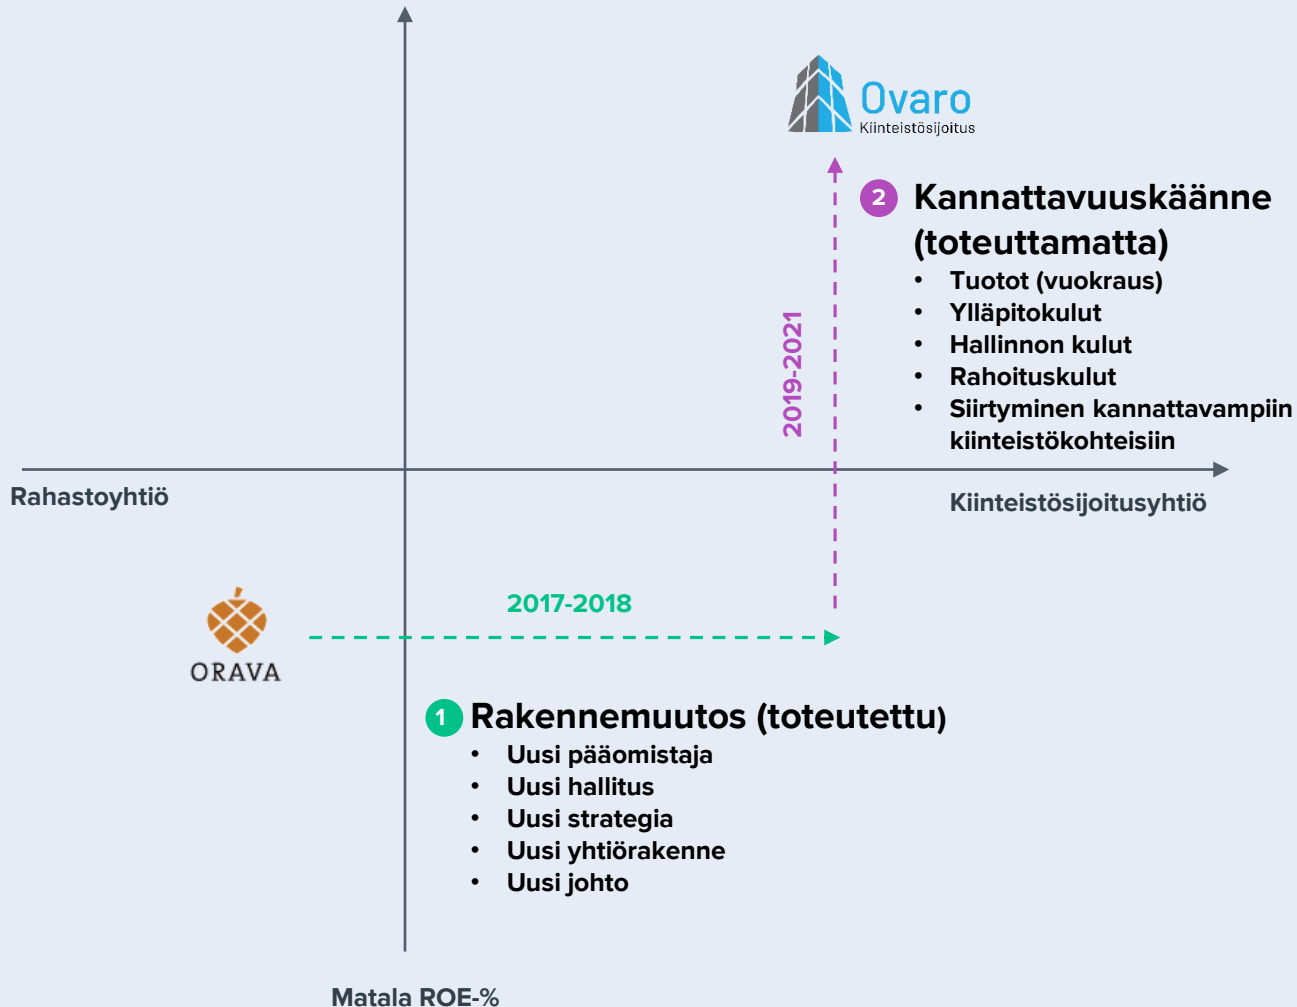 Ovaro
Kiinteistösijoitus
2 Kannattavuuskäänne
(toteuttamatta)
• Tuotot (vuokraus)
• Ylläpitokulut
• Hallinnon kulut
• Rahoituskulut
• Siirtyminen kannattavampiin
kiinteistökohteisiin
2019-2021
Rahastoyhtiö
Kiinteistösijoitusyhtiö
2017-2018
ORAVA
1 Rakennemuutos (toteutettu)
• Uusi pääomistaja
• Uusi hallitus
• Uusi strategia
• Uusi yhtiörakenne
• Uusi johto
Matala ROE-%